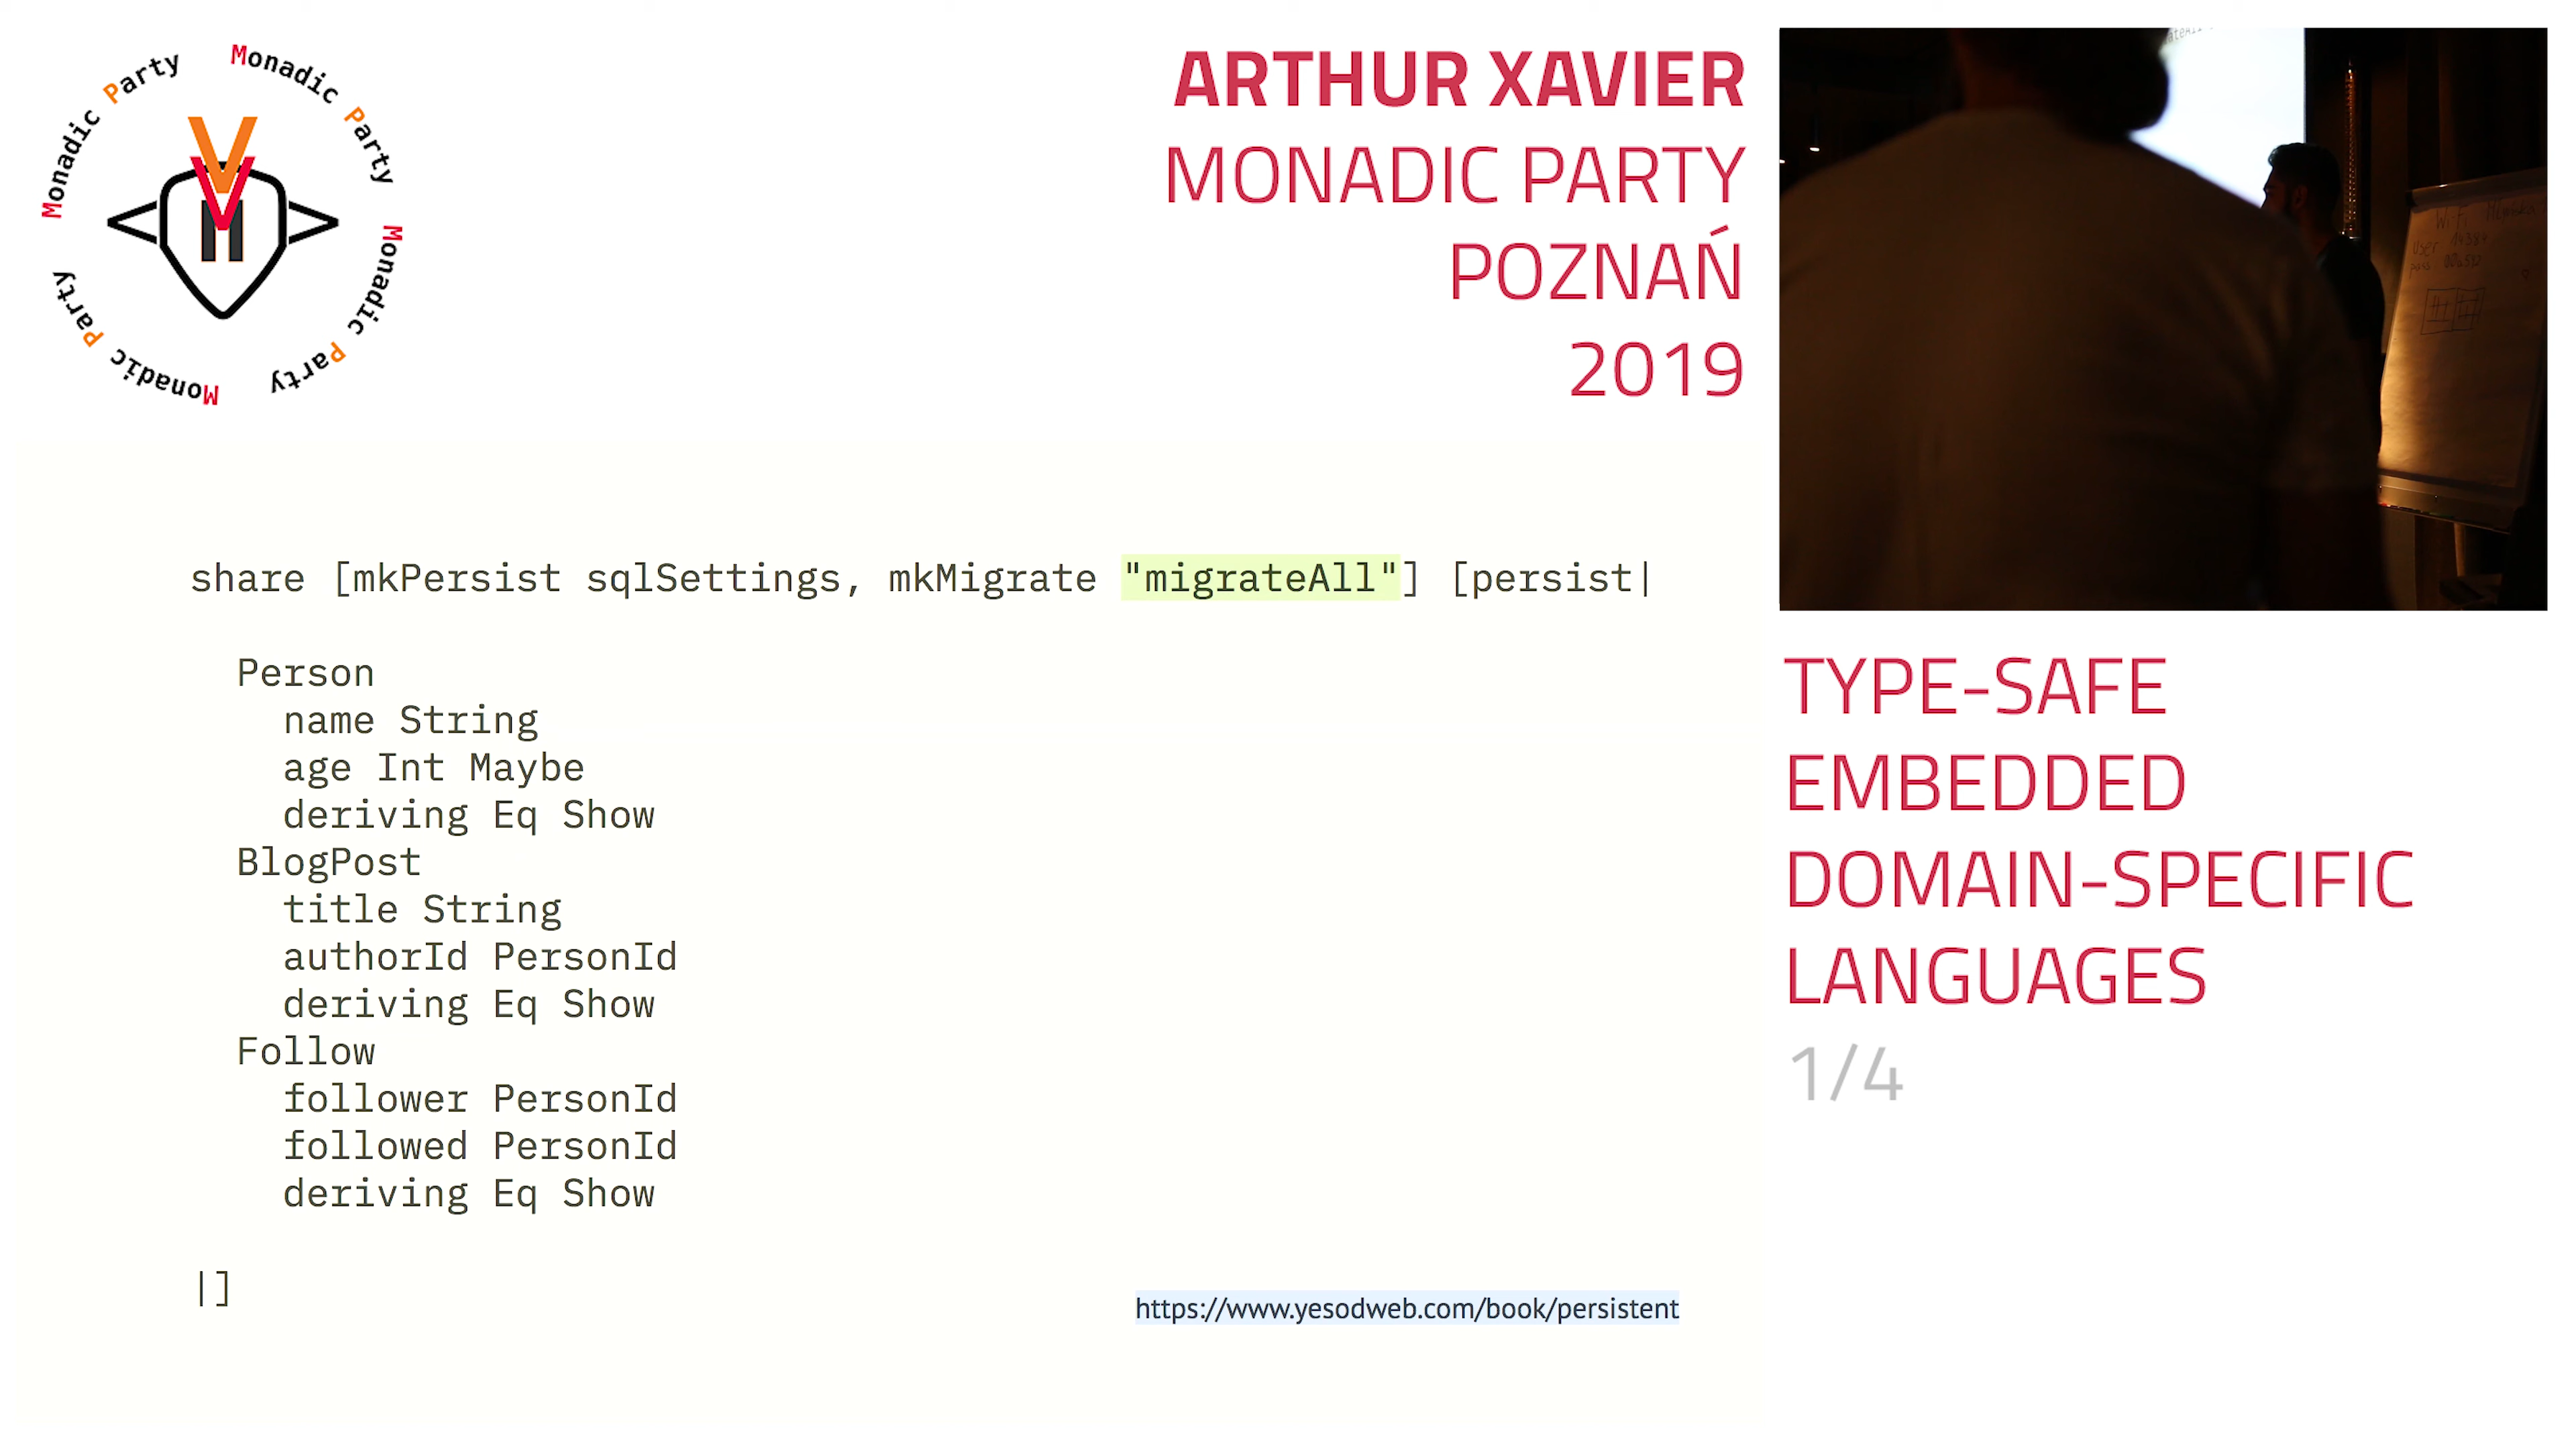 Monadic Party
Monadic Party
Monadic Party
Monadic Party
M
ARTHUR XAVIER
MONADIC PARTY
POZNAŃ
2019
share [mkPersist sqlSettings, mkMigrate "migrateAll"] [persist|
Person
name String
age Int Maybe
deriving Eq Show
BlogPost
title String
authorId PersonId
deriving Eq Show
Follow
follower PersonId
followed PersonId
deriving Eq Show
|]
https://www.yesodweb.com/book/persistent
WiFi
User
pass
TYPE-SAFE
EMBEDDED
DOMAIN-SPECIFIC
LANGUAGES
1/4